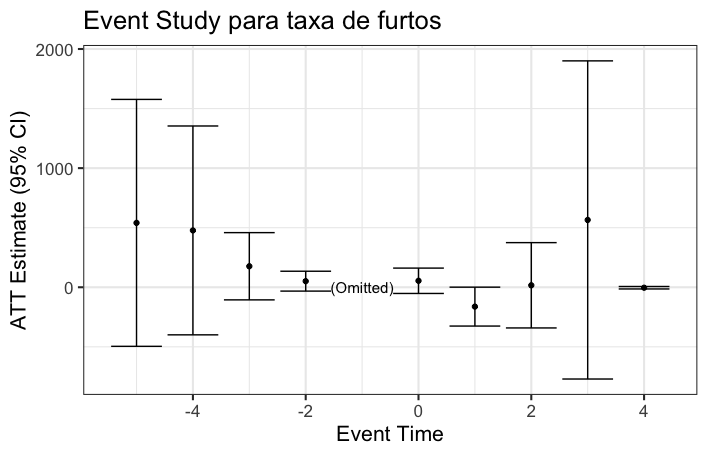 Event Study para taxa de furtos
ATT Estimate (95% CI)
2000
1000
0
(Omitted)
-4
-2
0
2
4
Event Time